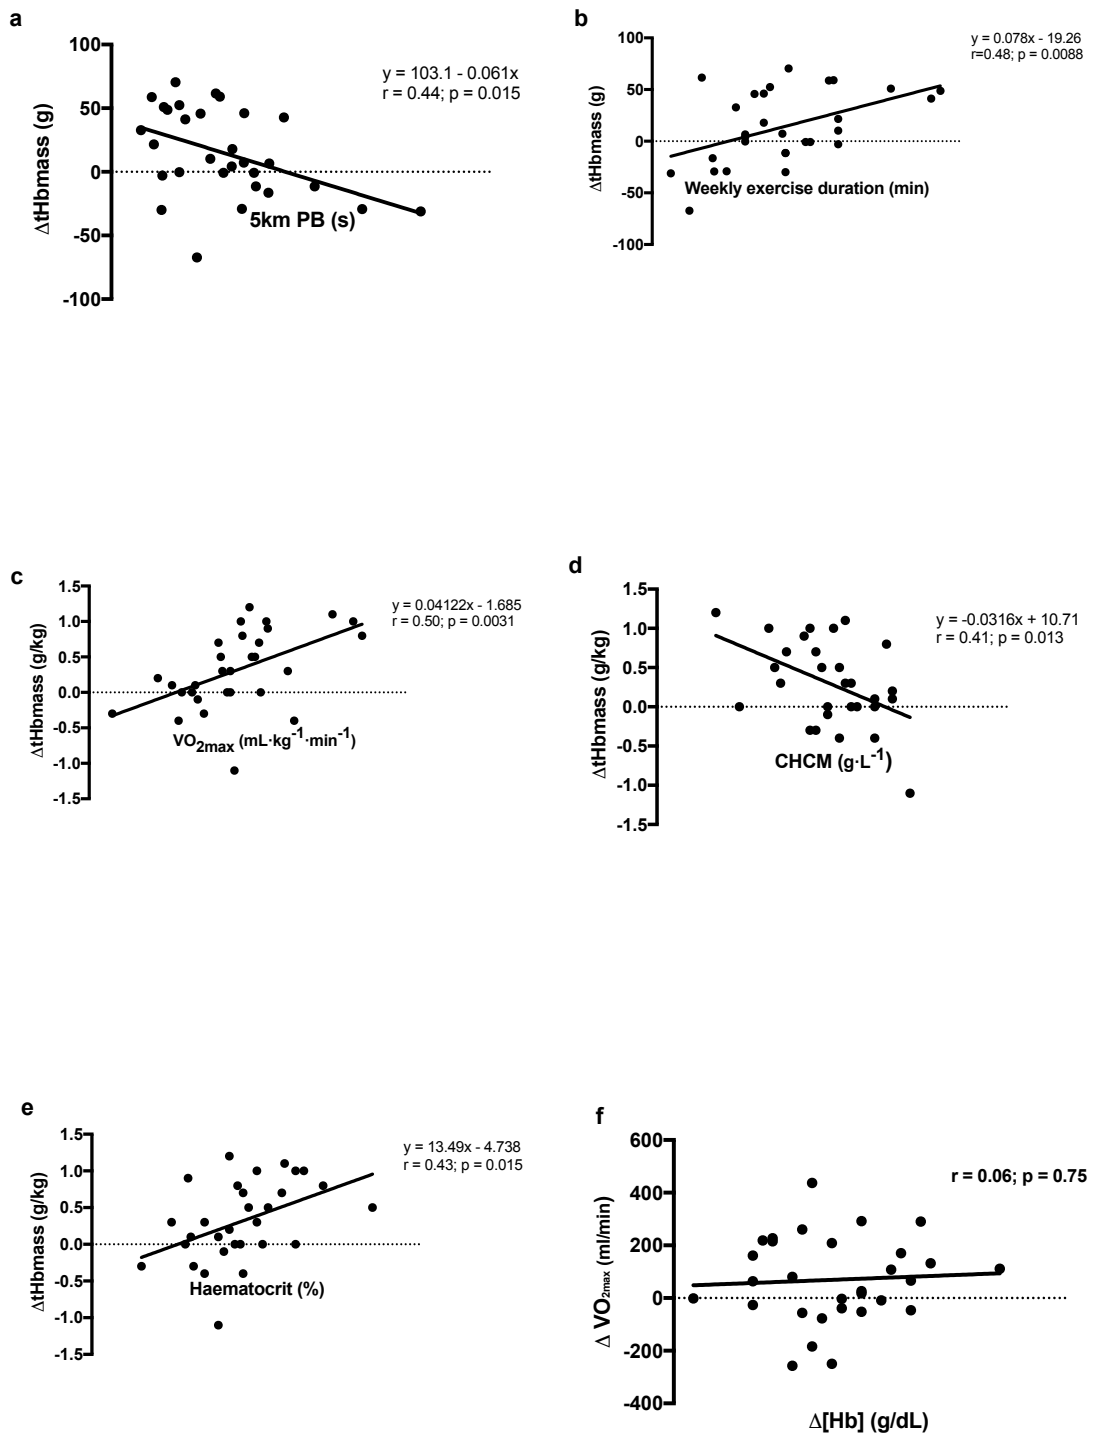 a
100
50
0
-50
-100
ΔtHbmass (g)
y = 103.1 - 0.061x
r = 0.44; p = 0.015
5km PB (s)
b
100
50
0
-50
-100
ΔtHbmass (g)
y = 0.078x - 19.26
r=0.48; p = 0.0088
Weekly exercise duration (min)
c
1.5
1.0
0.5
0.0
-0.5
-1.0
-1.5
ΔtHbmass (g/kg)
y = 0.04122x - 1.685
r = 0.50; p = 0.0031
VO2max (mL·kg⁻¹·min⁻¹)
d
1.5
1.0
0.5
0.0
-0.5
-1.0
-1.5
ΔtHbmass (g/kg)
y = -0.0316x + 10.71
r = 0.41; p = 0.013
CHCM (g·L⁻¹)
e
1.5
1.0
0.5
0.0
-0.5
-1.0
-1.5
ΔtHbmass (g/kg)
y = 13.49x - 4.738
r = 0.43; p = 0.015
Haematocrit (%)
f
600
400
200
0
-200
-400
Δ VO2max (ml/min)
r = 0.06; p = 0.75
Δ[Hb] (g/dL)